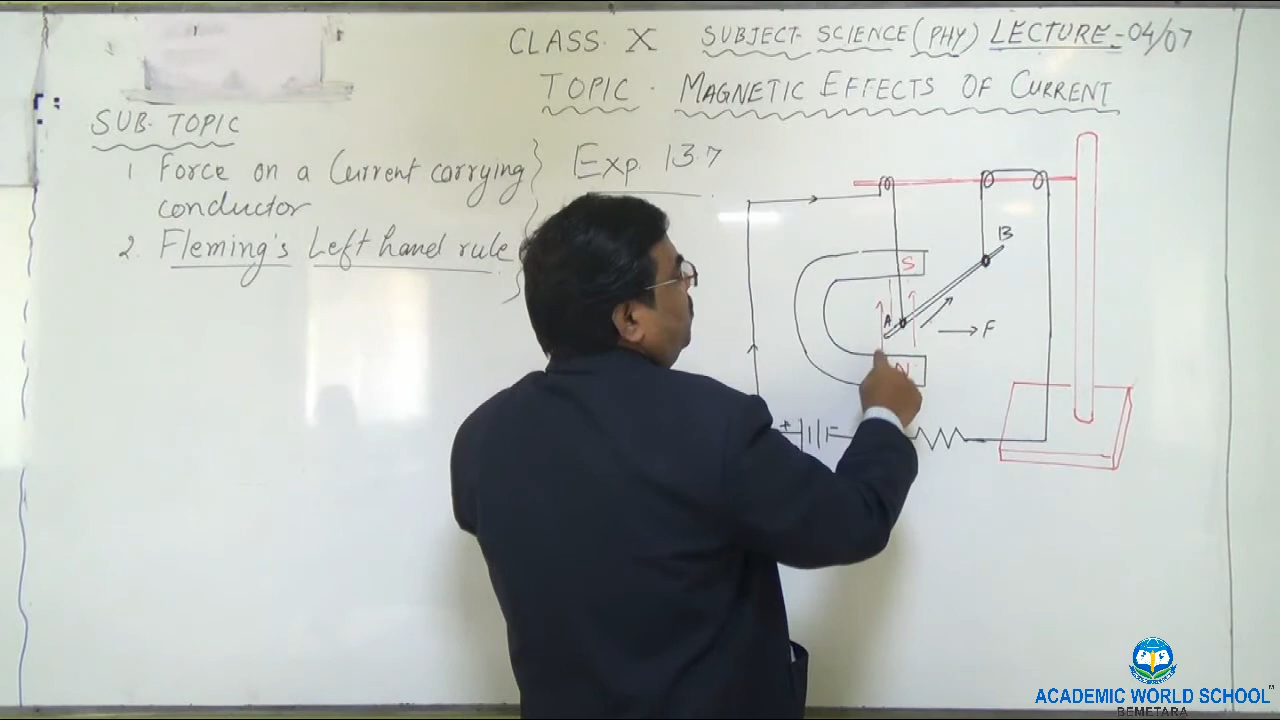 CLASS X SUBJECT- SCIENCE (PHY) LECTURE-04/07
TOPIC · MAGNETIC EFFECTS OF CURRENT
SUB-TOPIC
1 Force on a Current carrying
conductor
2. Fleming's Left hand rule
Exp. 13.7
S
B
A
F
N
+
-
ACADEMIC WORLD SCHOOL
BEMETARA